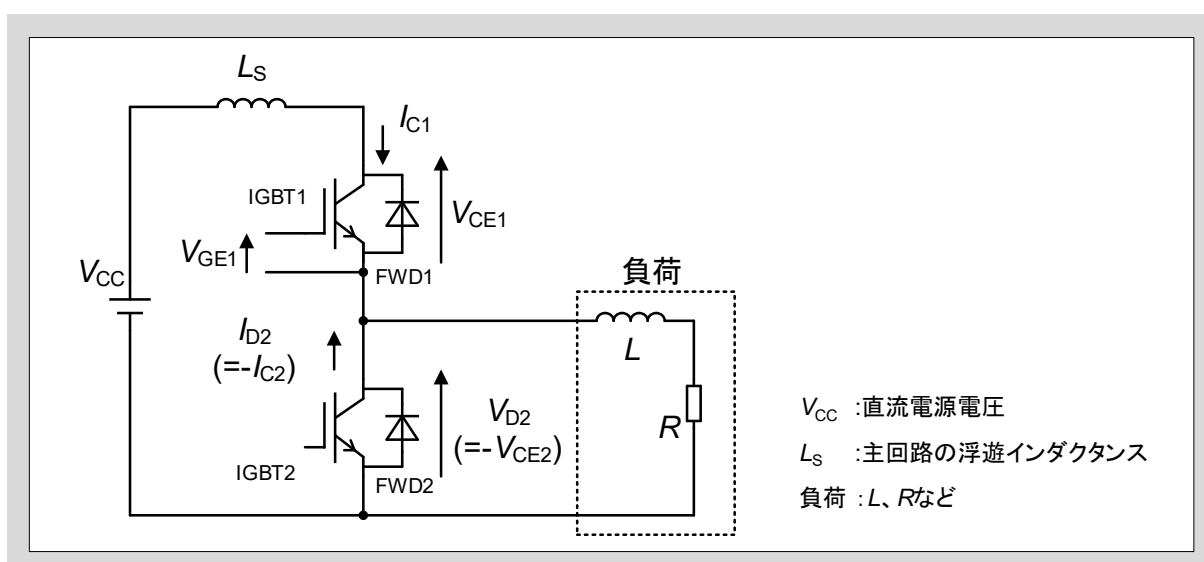 LS
IC1
IGBT1
VCE1
VGE1
FWD1
VCC
負荷
ID2
(=-IC2)
L
VD2
(=-VCE2)
R
IGBT2
FWD2
VCC :直流電源電圧
LS :主回路の浮遊インダクタンス
負荷 :L、Rなど